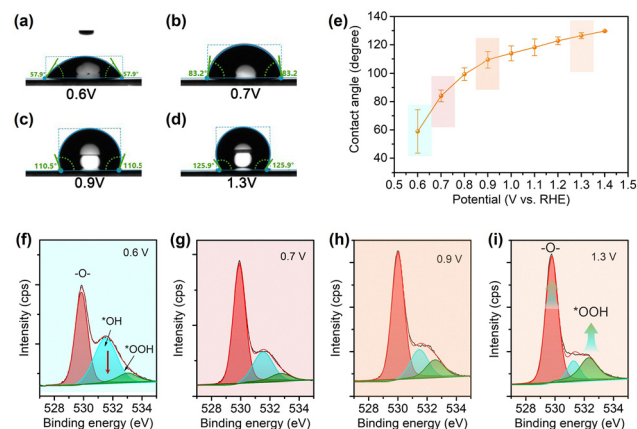 (a)
57.9°
57.9°
0.6V
(b)
83.2°
83.2
0.7V
(c)
110.5°
110.5
0.9V
(d)
125.9°
125.9°
1.3V
(e)
Contact angle (degree)
140
120
100
80
60
40
0.5 0.6 0.7 0.8 0.9 1.0 1.1 1.2 1.3 1.4 1.5
Potential (V vs. RHE)
(f)
0.6 V
-O-
*OH
*OOH
Intensity (cps)
528 530 532 534
Binding energy (eV)
(g)
0.7 V
Intensity (cps)
528 530 532 534
Binding energy (eV)
(h)
0.9 V
Intensity (cps)
528 530 532 534
Binding energy (eV)
(i)
-O-
1.3 V
*OOH
Intensity (cps)
528 530 532 534
Binding energy (eV)